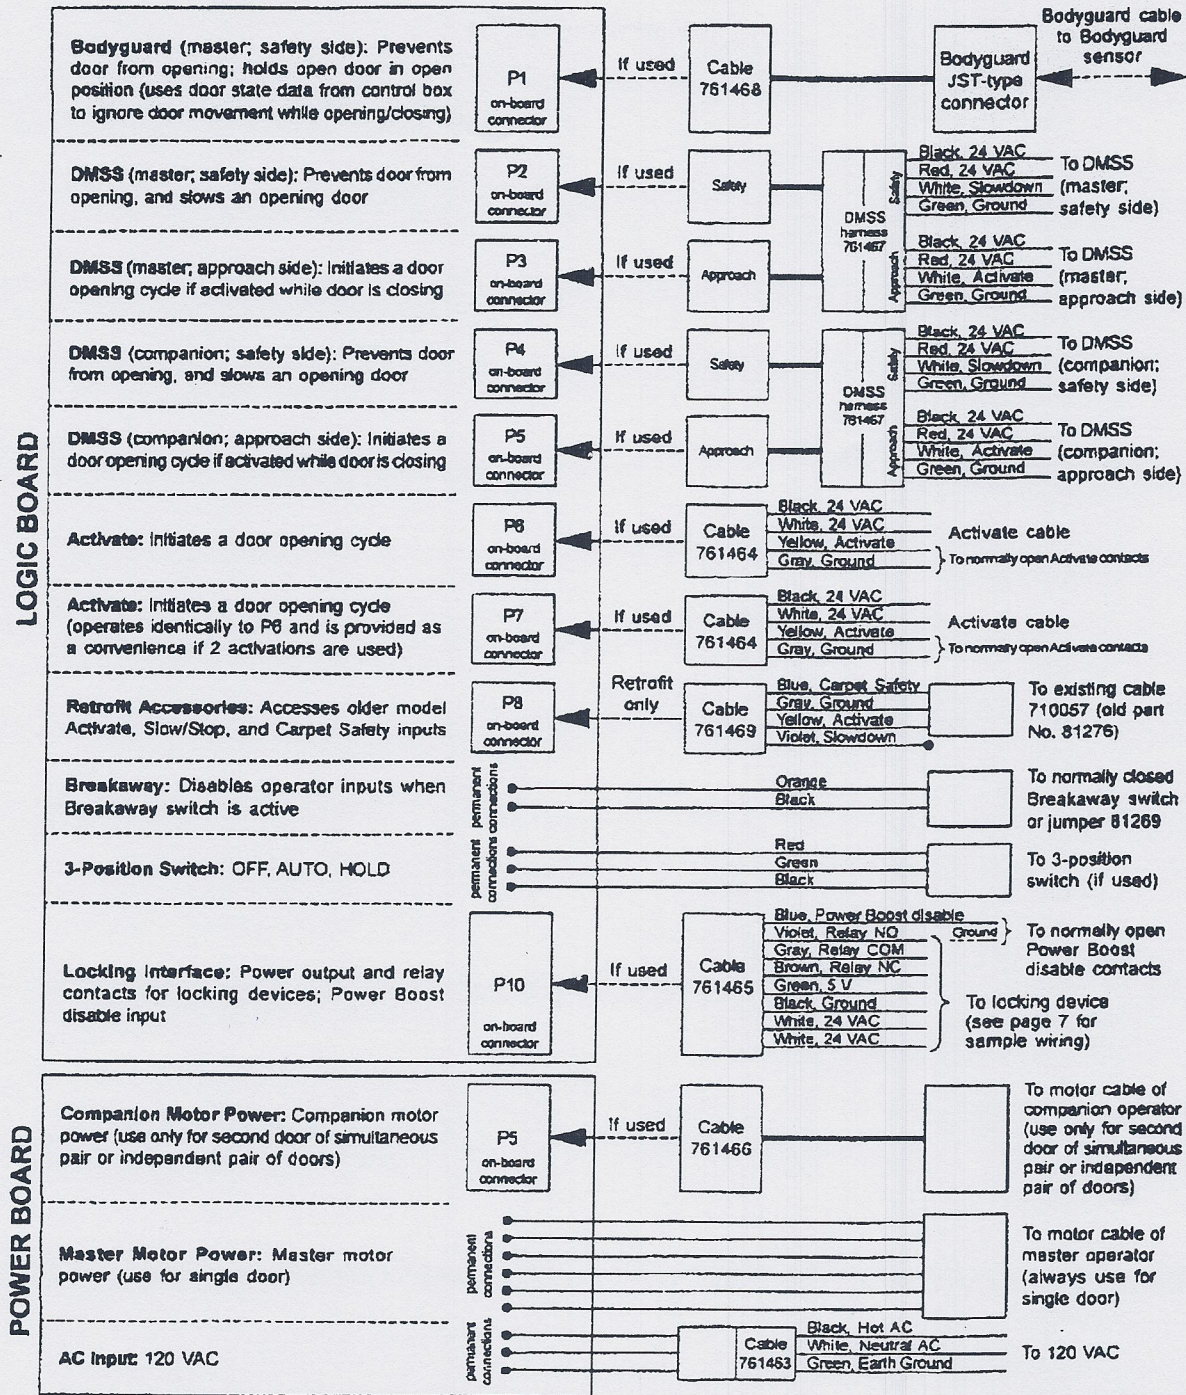 LOGIC BOARD
Bodyguard (master; safety side): Prevents
door from opening; holds open door in open
position (uses door state data from control box
to ignore door movement while opening/closing)
P1
on-board
connector
If used
Cable
761468
Bodyguard
JST-type
connector
Bodyguard cable
to Bodyguard
sensor
DMSS (master; safety side): Prevents door from
opening, and slows an opening door
P2
on-board
connector
If used
Safety
DMSS
harness
761467
Safety
Black, 24 VAC
Red, 24 VAC
White, Slowdown
Green, Ground
To DMSS
(master;
safety side)
DMSS (master; approach side): Initiates a door
opening cycle if activated while door is closing
P3
on-board
connector
If used
Approach
Approach
Black, 24 VAC
Red, 24 VAC
White, Activate
Green, Ground
To DMSS
(master;
approach side)
DMSS (companion; safety side): Prevents door
from opening, and slows an opening door
P4
on-board
connector
If used
Safety
DMSS
harness
761467
Safety
Black, 24 VAC
Red, 24 VAC
White, Slowdown
Green, Ground
To DMSS
(companion;
safety side)
DMSS (companion; approach side): Initiates a
door opening cycle if activated while door is closing
P5
on-board
connector
If used
Approach
Approach
Black, 24 VAC
Red, 24 VAC
White, Activate
Green, Ground
To DMSS
(companion;
approach side)
Activate: Initiates a door opening cycle
P6
on-board
connector
If used
Cable
761464
Black, 24 VAC
White, 24 VAC
Yellow, Activate
Gray, Ground
Activate cable
To normally open Activate contacts
Activate: Initiates a door opening cycle
(operates identically to P6 and is provided as
a convenience if 2 activations are used)
P7
on-board
connector
If used
Cable
761464
Black, 24 VAC
White, 24 VAC
Yellow, Activate
Gray, Ground
Activate cable
To normally open Activate contacts
Retrofit Accessories: Accesses older model
Activate, Slow/Stop, and Carpet Safety inputs
P8
on-board
connector
Retrofit
only
Cable
761469
Blue, Carpet Safety
Gray, Ground
Yellow, Activate
Violet, Slowdown
To existing cable
710057 (old part
No. 81276)
Breakaway: Disables operator inputs when
Breakaway switch is active
permanent
connections
Orange
Black
To normally closed
Breakaway switch
or jumper 81269
3-Position Switch: OFF, AUTO, HOLD
permanent
connections
Red
Green
Black
To 3-position
switch (if used)
Locking Interface: Power output and relay
contacts for locking devices; Power Boost
disable input
P10
on-board
connector
If used
Cable
761465
Blue, Power Boost disable
Violet, Relay NO
Gray, Relay COM
Brown, Relay NC
Green, 5 V
Black, Ground
White, 24 VAC
White, 24 VAC
Ground
To normally open
Power Boost
disable contacts
To locking device
(see page 7 for
sample wiring)
POWER BOARD
Companion Motor Power: Companion motor
power (use only for second door of simultaneous
pair or independent pair of doors)
P5
on-board
connector
If used
Cable
761466
To motor cable of
companion operator
(use only for second
door of simultaneous
pair or independent
pair of doors)
Master Motor Power: Master motor
power (use for single door)
permanent
connections
To motor cable of
master operator
(always use for
single door)
AC Input: 120 VAC
permanent
connections
Cable
761463
Black, Hot AC
White, Neutral AC
Green, Earth Ground
To 120 VAC